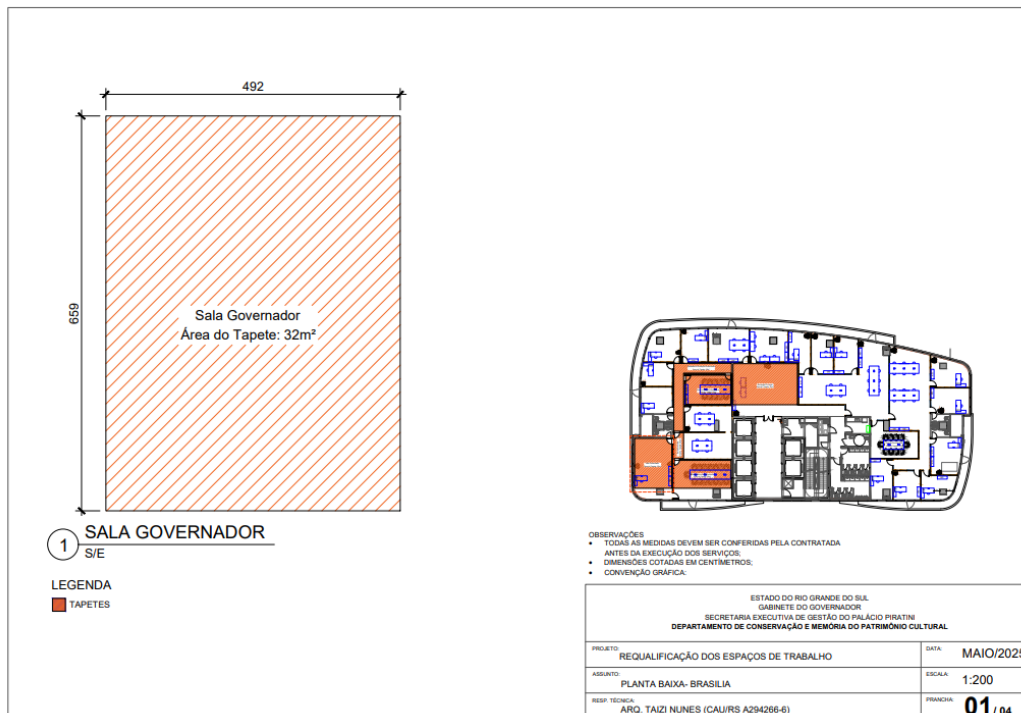 492
659
Sala Governador
Área do Tapete: 32m²
1
SALA GOVERNADOR
S/E
LEGENDA
TAPETES
OBSERVAÇÕES
• TODAS AS MEDIDAS DEVEM SER CONFERIDAS PELA CONTRATADA
ANTES DA EXECUÇÃO DOS SERVIÇOS;
• DIMENSÕES COTADAS EM CENTÍMETROS;
• CONVENÇÃO GRÁFICA:
ESTADO DO RIO GRANDE DO SUL
GABINETE DO GOVERNADOR
SECRETARIA EXECUTIVA DE GESTÃO DO PALÁCIO PIRATINI
DEPARTAMENTO DE CONSERVAÇÃO E MEMÓRIA DO PATRIMÔNIO CULTURAL
PROJETO: REQUALIFICAÇÃO DOS ESPAÇOS DE TRABALHO
DATA: MAIO/2025
ASSUNTO: PLANTA BAIXA- BRASILIA
ESCALA: 1:200
RESP. TÉCNICA: ARQ. TAIZI NUNES (CAU/RS A294266-6)
PRANCHA: 01/04